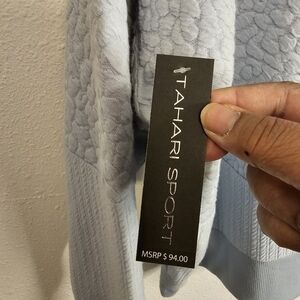 TAHARI SPORT
MSRP $ 94.00